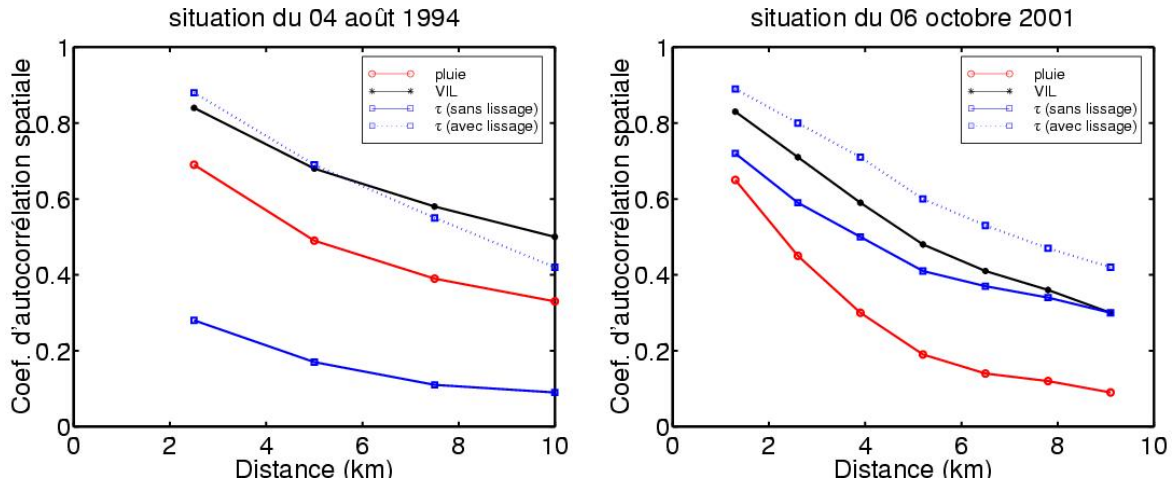 situation du 04 août 1994
Coef. d'autocorrélation spatiale
1
0.8
0.6
0.4
0.2
0
0 2 4 6 8 10
Distance (km)
pluie
VIL
τ (sans lissage)
τ (avec lissage)
situation du 06 octobre 2001
Coef. d'autocorrélation spatiale
1
0.8
0.6
0.4
0.2
0
0 2 4 6 8 10
Distance (km)
pluie
VIL
τ (sans lissage)
τ (avec lissage)